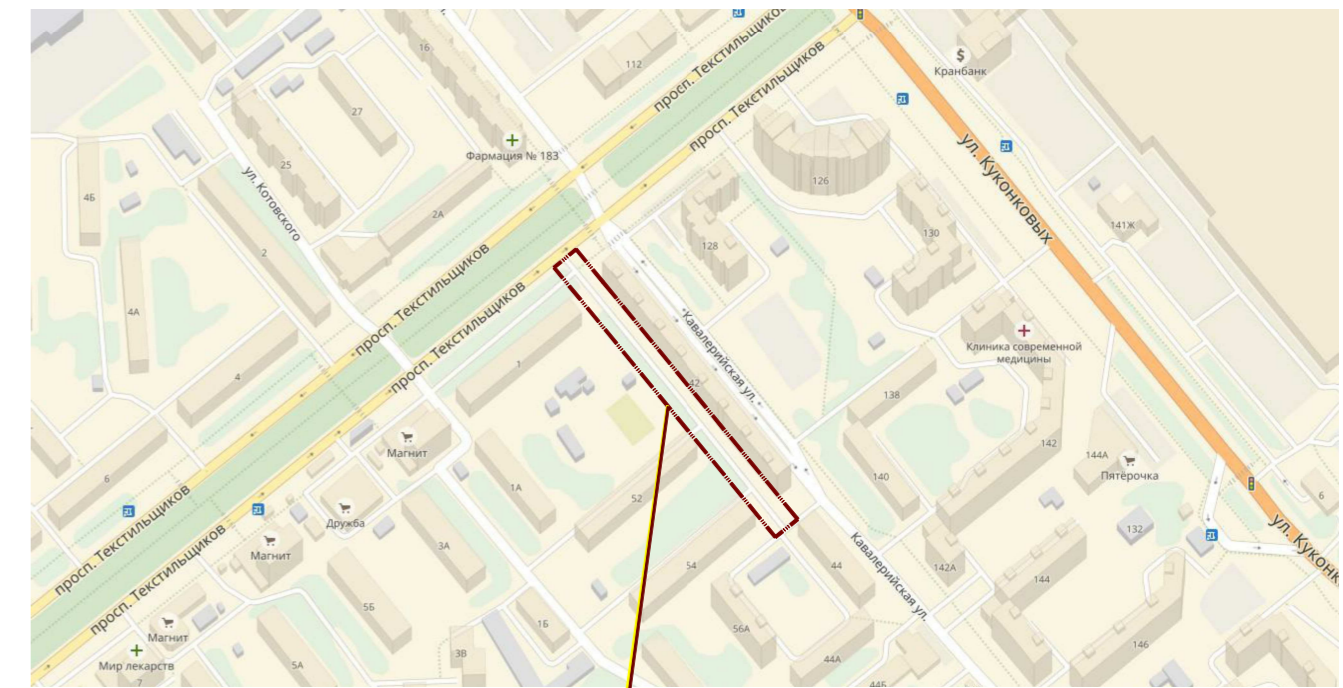 16
112
27
просп. Текстильщиков
просп. Текстильщиков
$
Кранбанк
Фармация № 183
25
ул. Котовского
126
ул. Куконковых
4Б
2А
141Ж
130
128
2
4А
просп. Текстильщиков
просп. Текстильщиков
Кавалерийская ул.
Клиника современной
медицины
1
4
42
138
Магнит
142
144А
Пятёрочка
6
140
1А
52
6
Дружба
132
просп. Текстильщиков
просп. Текстильщиков
Магнит
3А
Кавалерийская ул.
ул. Куконк
54
44
142А
144
5Б
1Б
56А
Магнит
146
Мир лекарств
5А
3В
44А
7
44Б